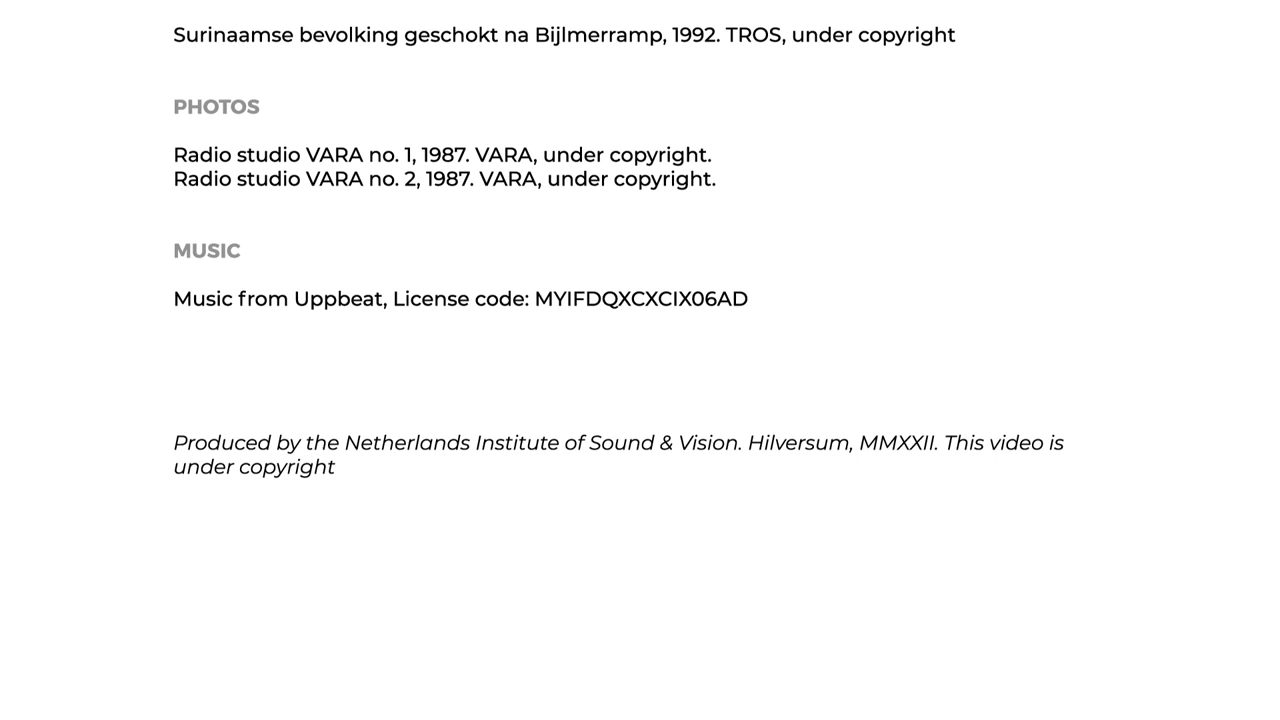 Surinaamse bevolking geschokt na Bijlmerramp, 1992. TROS, under copyright
PHOTOS
Radio studio VARA no. 1, 1987. VARA, under copyright.
Radio studio VARA no. 2, 1987. VARA, under copyright.
MUSIC
Music from Uppbeat, License code: MYIFDQXCXCIX06AD
Produced by the Netherlands Institute of Sound & Vision. Hilversum, MMXXII. This video is
under copyright